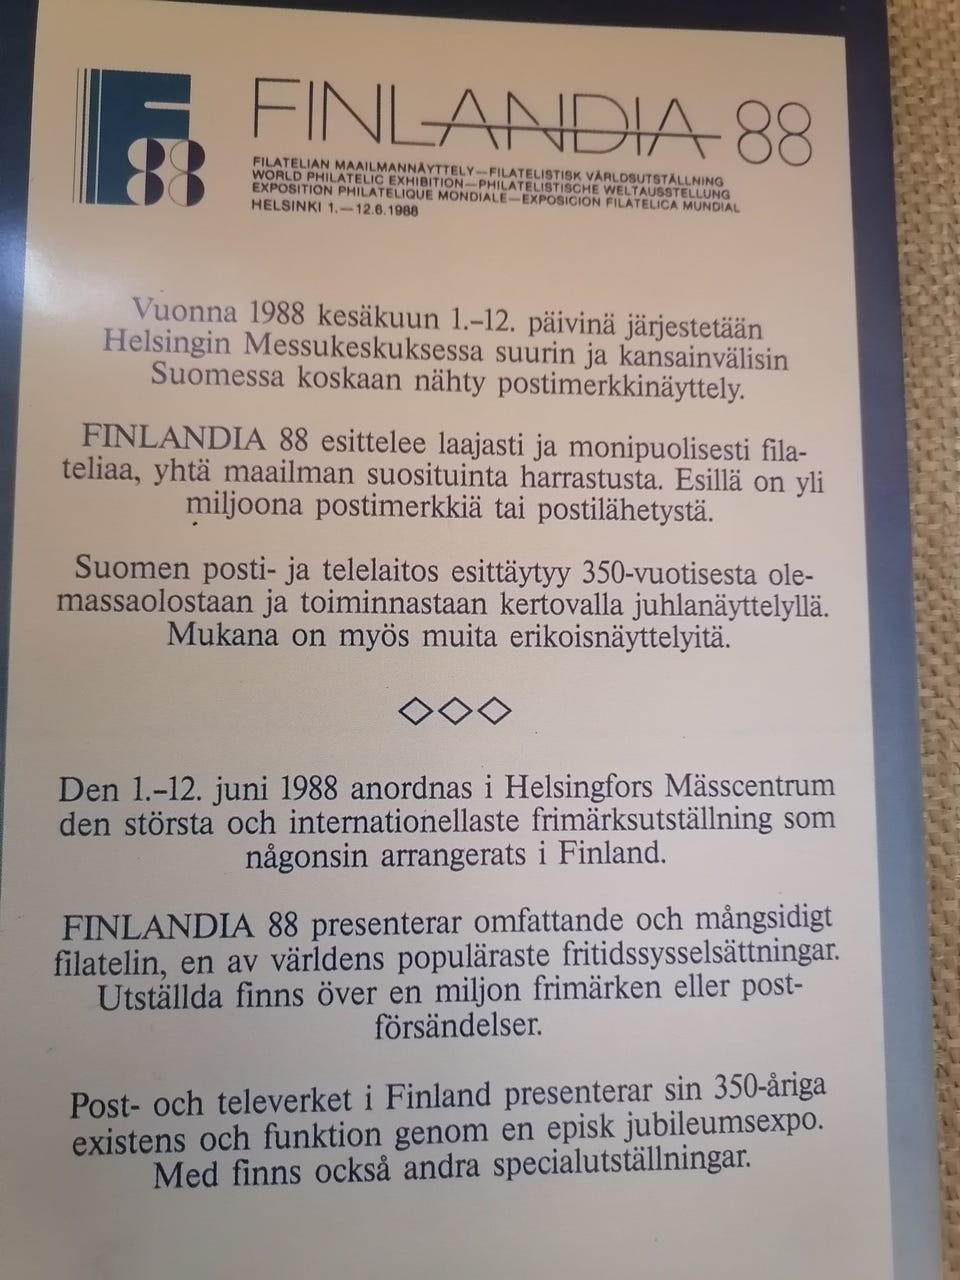 F
88
FINLANDIA 88
FILATELIAN MAAILMANNÄYTTELY—FILATELISTISK VÄRLDSUTSTÄLLNING
WORLD PHILATELIC EXHIBITION—PHILATELISTISCHE WELTAUSSTELLUNG
EXPOSITION PHILATELIQUE MONDIALE—EXPOSICION FILATELICA MUNDIAL
HELSINKI 1.—12.6.1988
Vuonna 1988 kesäkuun 1.–12. päivinä järjestetään
Helsingin Messukeskuksessa suurin ja kansainvälisin
Suomessa koskaan nähty postimerkkinäyttely.
FINLANDIA 88 esittelee laajasti ja monipuolisesti fila-
teliaa, yhtä maailman suosituinta harrastusta. Esillä on yli
miljoona postimerkkiä tai postilähetystä.
Suomen posti- ja telelaitos esittäytyy 350-vuotisesta ole-
massaolostaan ja toiminnastaan kertovalla juhlanäyttelyllä.
Mukana on myös muita erikoisnäyttelyitä.
Den 1.–12. juni 1988 anordnas i Helsingfors Mässcentrum
den största och internationellaste frimärksutställning som
någonsin arrangerats i Finland.
FINLANDIA 88 presenterar omfattande och mångsidigt
filatelin, en av världens populäraste fritidssysselsättningar.
Utställda finns över en miljon frimärken eller post-
försändelser.
Post- och televerket i Finland presenterar sin 350-åriga
existens och funktion genom en episk jubileumsexpo.
Med finns också andra specialutställningar.